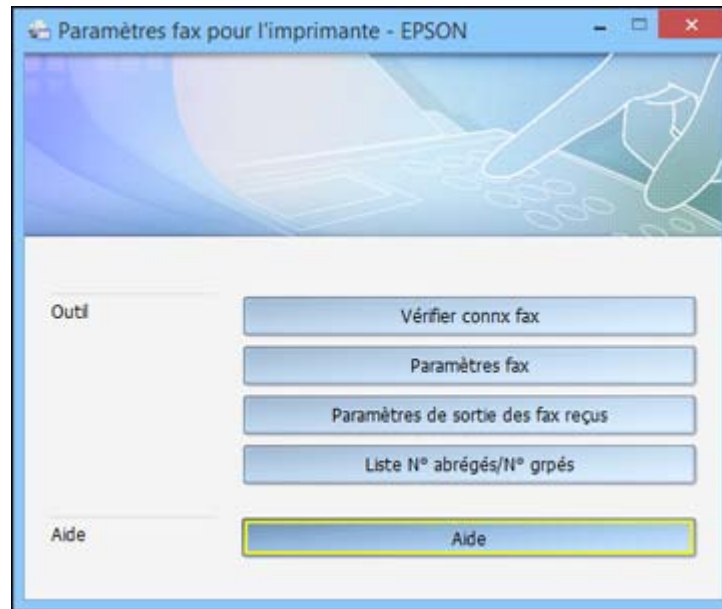 Paramètres fax pour l'imprimante - EPSON
Outil
Vérifier connx fax
Paramètres fax
Paramètres de sortie des fax reçus
Liste N° abrégés/N° grpés
Aide
Aide